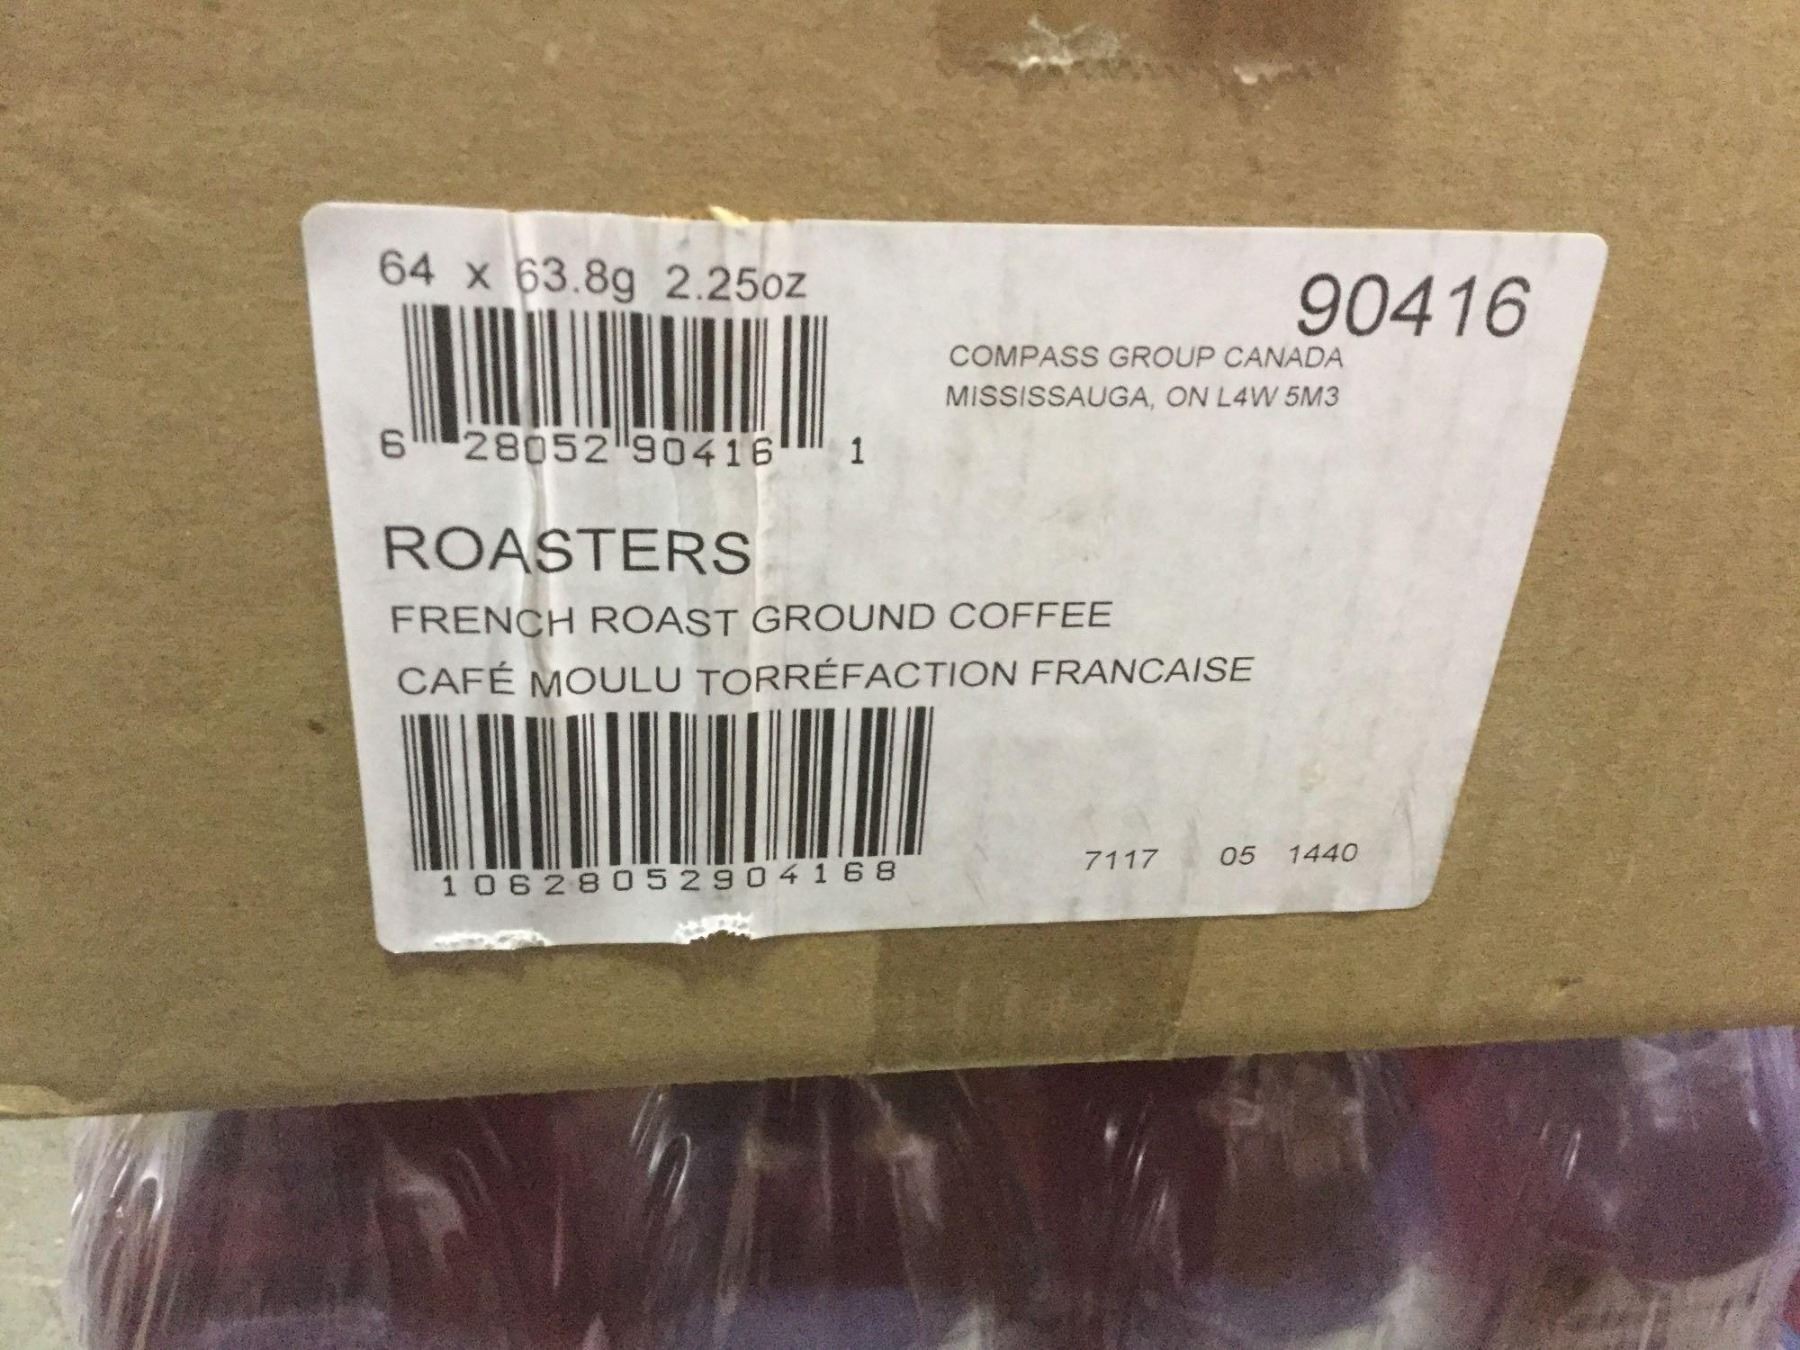 64 x 63.8g 2.25oz
90416
COMPASS GROUP CANADA
MISSISSAUGA, ON L4W 5M3
6 28052 90416 1
ROASTERS
FRENCH ROAST GROUND COFFEE
CAFÉ MOULU TORRÉFACTION FRANCAISE
10628052904168
7117 05 1440